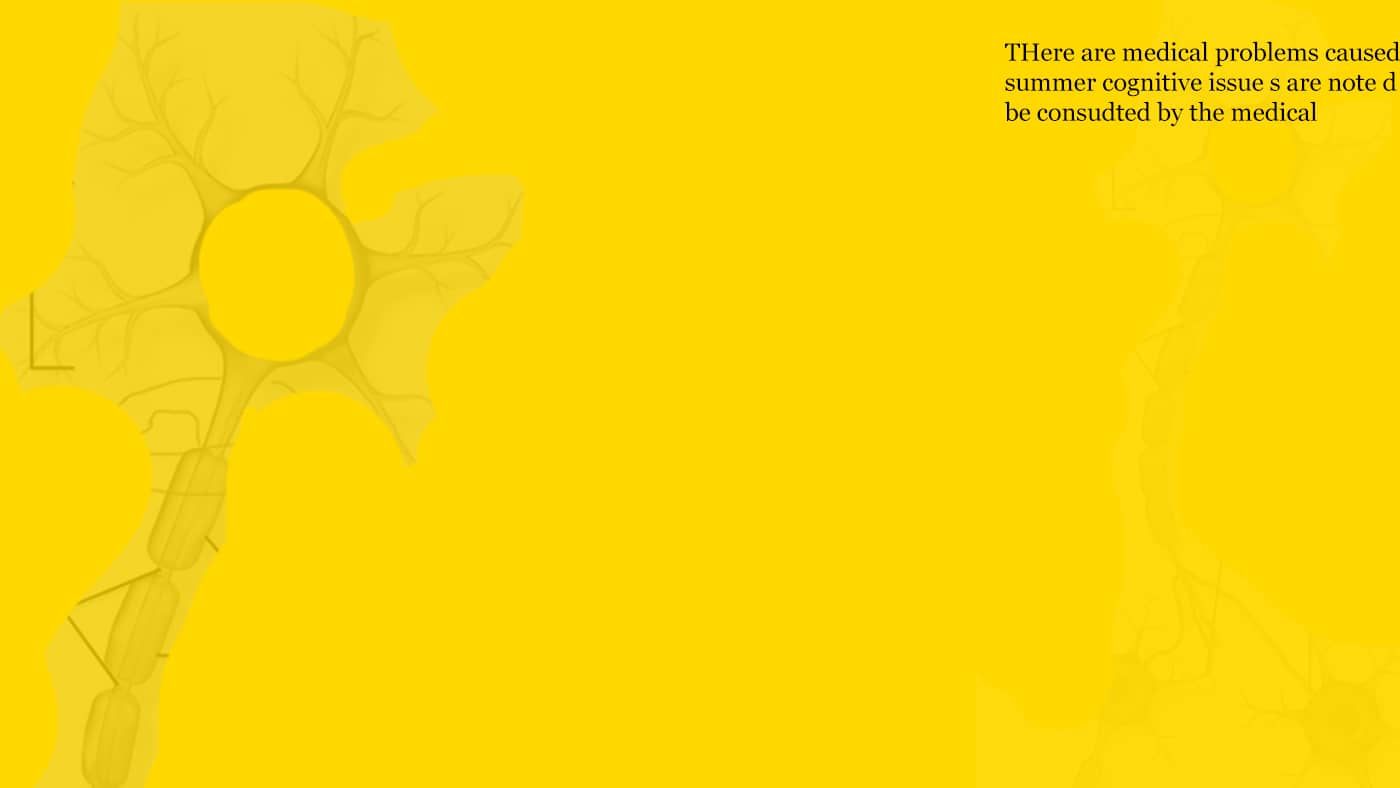 THere are medical problems caused
summer cognitive issue s are note d
be consudted by the medical